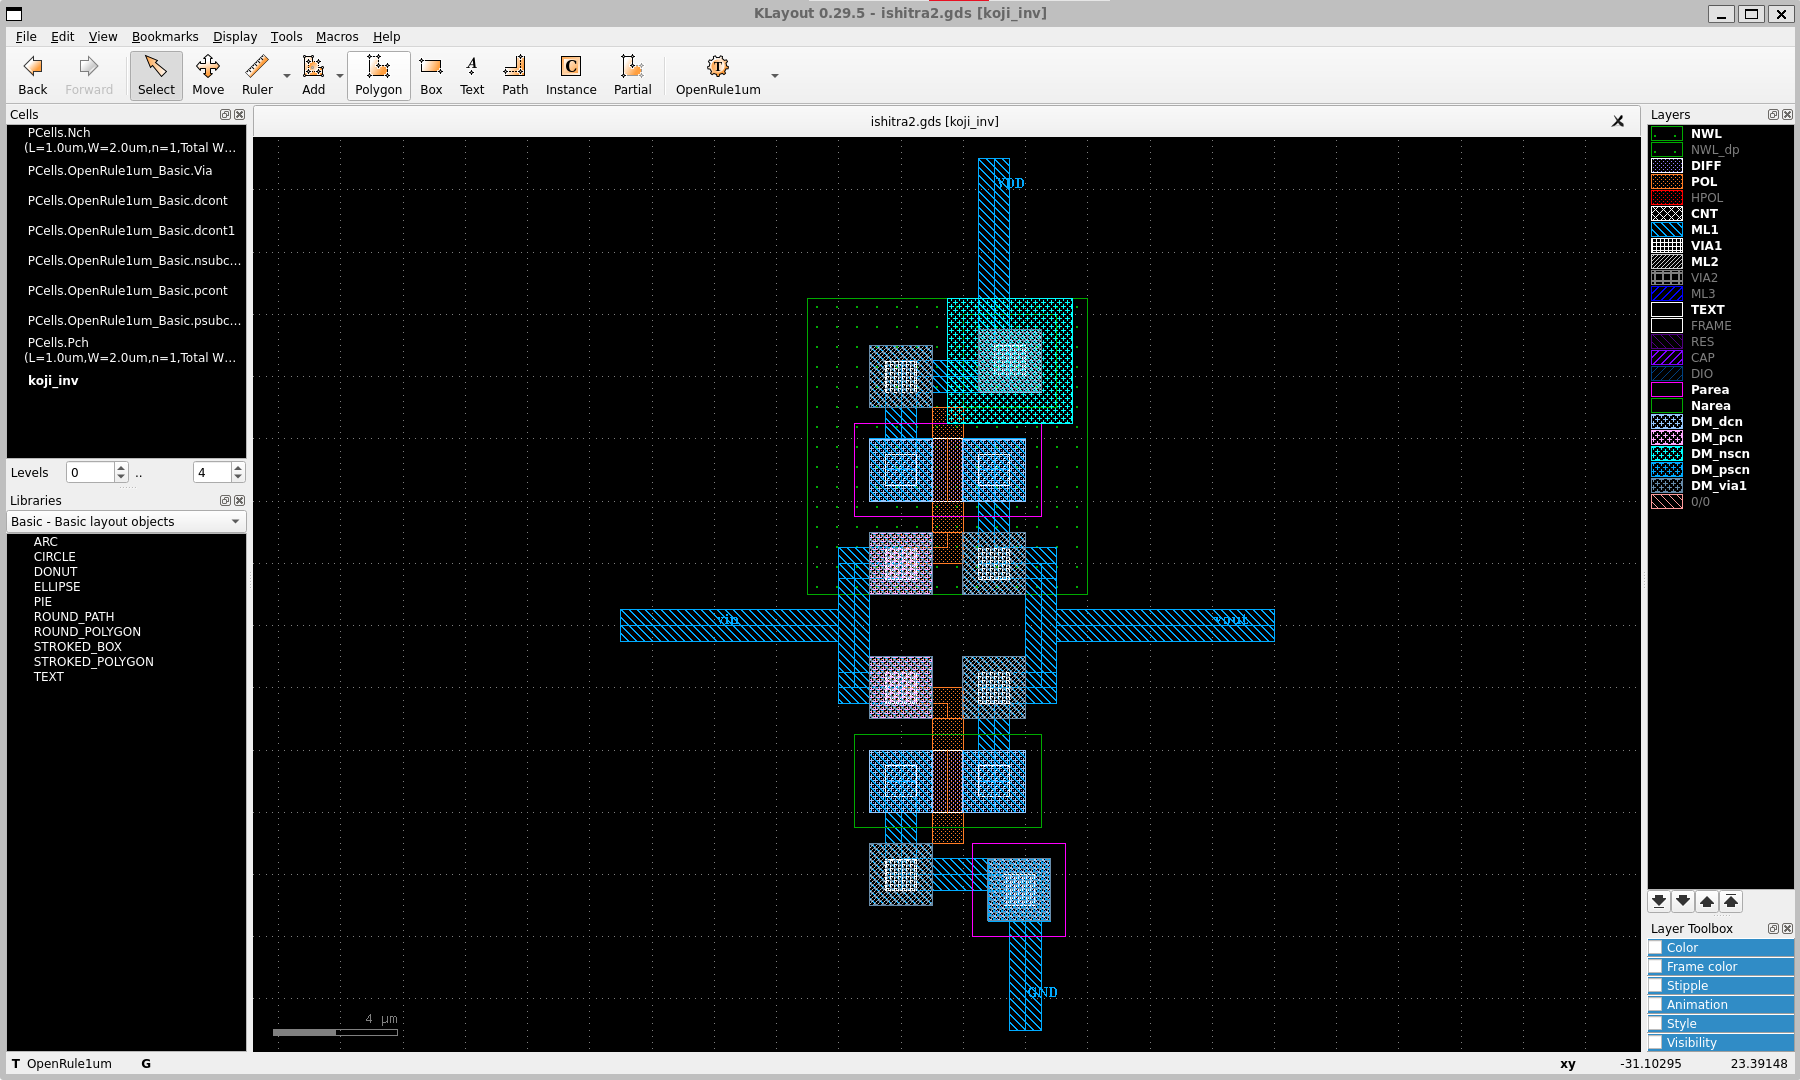 KLayout 0.29.5 - ishitra2.gds [koji_inv]
File Edit View Bookmarks Display Tools Macros Help
Back Forward Select Move Ruler Add Polygon Box Text Path Instance Partial OpenRule1um
Cells
PCells.Nch
(L=1.0um,W=2.0um,n=1,Total W...
PCells.OpenRule1um_Basic.Via
PCells.OpenRule1um_Basic.dcont
PCells.OpenRule1um_Basic.dcont1
PCells.OpenRule1um_Basic.nsubc...
PCells.OpenRule1um_Basic.pcont
PCells.OpenRule1um_Basic.psubc...
PCells.Pch
(L=1.0um,W=2.0um,n=1,Total W...
koji_inv
Levels 0 .. 4
Libraries
Basic - Basic layout objects
ARC
CIRCLE
DONUT
ELLIPSE
PIE
ROUND_PATH
ROUND_POLYGON
STROKED_BOX
STROKED_POLYGON
TEXT
ishitra2.gds [koji_inv]
VDD
vin
vout
GND
4 μm
Layers
NWL
NWL_dp
DIFF
POL
HPOL
CNT
ML1
VIA1
ML2
VIA2
ML3
TEXT
FRAME
RES
CAP
DIO
Parea
Narea
DM_dcn
DM_pcn
DM_nscn
DM_pscn
DM_via1
0/0
Layer Toolbox
Color
Frame color
Stipple
Animation
Style
Visibility
T OpenRule1um G xy -31.10295 23.39148